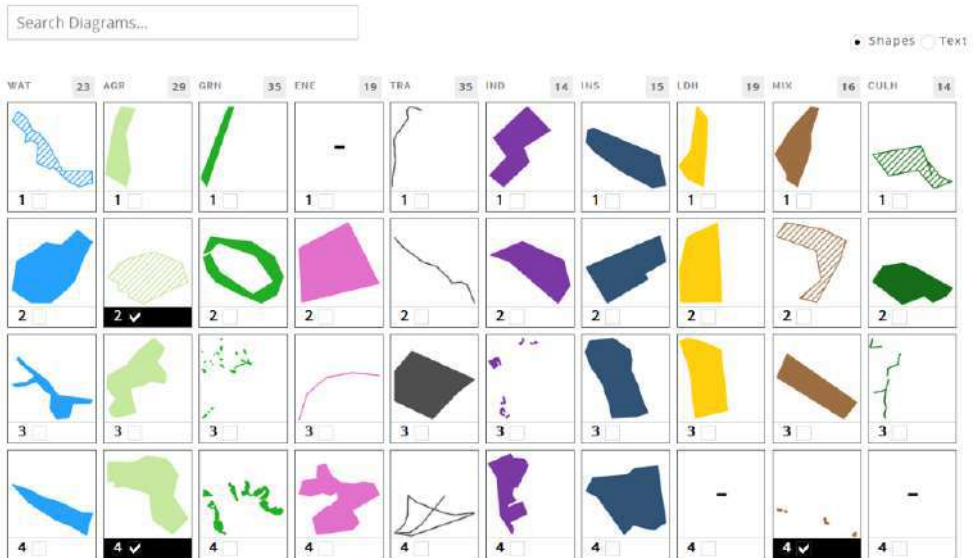 Search Diagrams...
Shapes Text
WAT 23 AGR 29 GRN 35 ENE 19 TRA 35 IND 14 INS 15 LDH 19 MIX 16 CULH 14
1 1 1 1 1 1 1 1 1 1
2 2 2 2 2 2 2 2 2 2
3 3 3 3 3 3 3 3 3 3
4 4 4 4 4 4 4 4 4 4